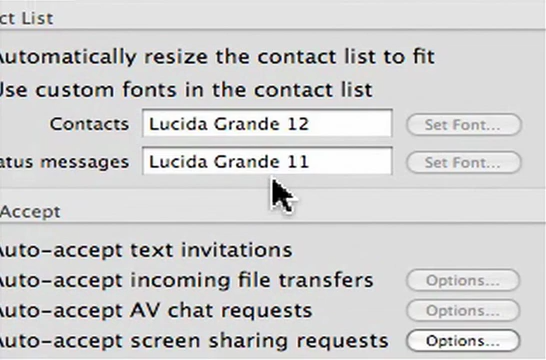 ct List
Automatically resize the contact list to fit
Use custom fonts in the contact list
Contacts Lucida Grande 12 Set Font...
atus messages Lucida Grande 11 Set Font...
Accept
Auto-accept text invitations
Auto-accept incoming file transfers Options...
Auto-accept AV chat requests Options...
Auto-accept screen sharing requests Options...